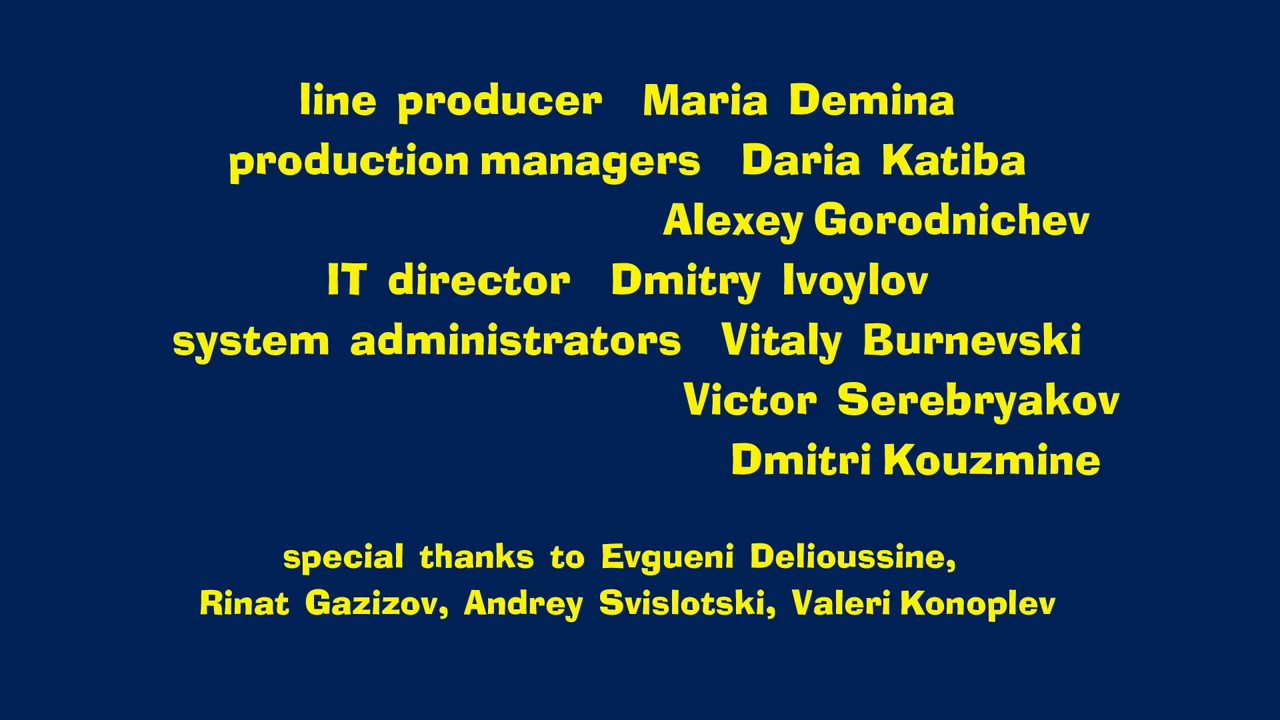 line producer Maria Demina
production managers Daria Katiba
Alexey Gorodnichev
IT director Dmitry Ivoylov
system administrators Vitaly Burnevski
Victor Serebryakov
Dmitri Kouzmine
special thanks to Evgueni Delioussine,
Rinat Gazizov, Andrey Svislotski, Valeri Konoplev